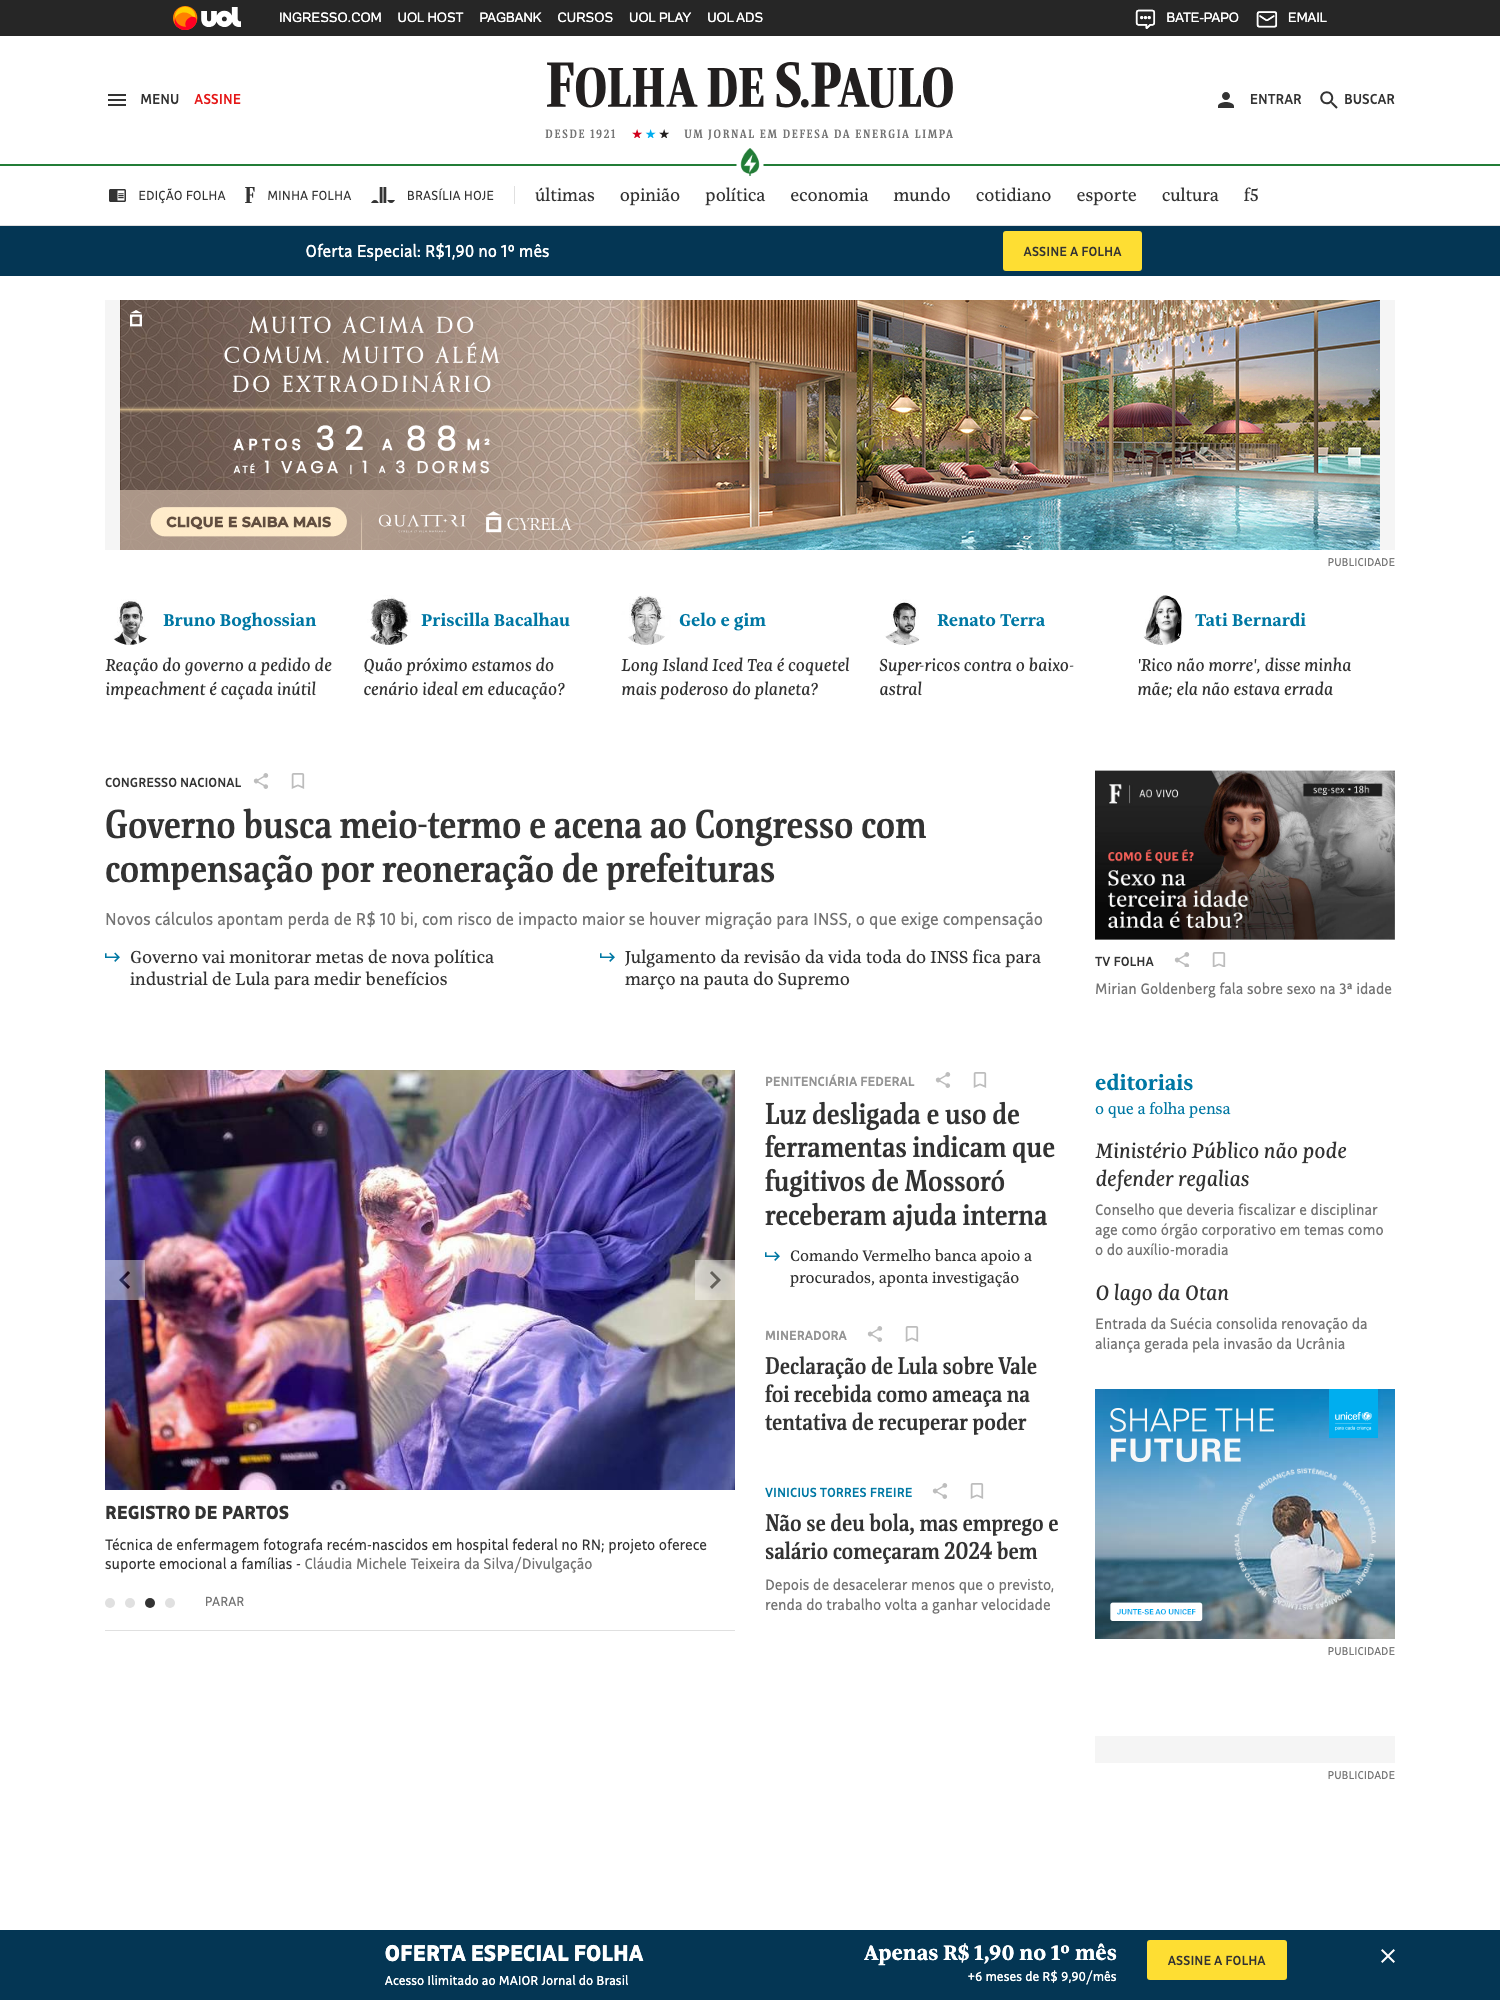 uol INGRESSO.COM UOL HOST PAGBANK CURSOS UOL PLAY UOL ADS BATE-PAPO EMAIL
MENU ASSINE
FOLHA DE S.PAULO
DESDE 1921 ★★★ UM JORNAL EM DEFESA DA ENERGIA LIMPA
ENTRAR BUSCAR
EDIÇÃO FOLHA MINHA FOLHA BRASÍLIA HOJE últimas opinião política economia mundo cotidiano esporte cultura f5
Oferta Especial: R$1,90 no 1º mês ASSINE A FOLHA
MUITO ACIMA DO
COMUM. MUITO ALÉM
DO EXTRAODINÁRIO
APTOS 32 A 88 M²
ATÉ 1 VAGA | 1 A 3 DORMS
CLIQUE E SAIBA MAIS QUATTRI CYRELA
PUBLICIDADE
Bruno Boghossian
Reação do governo a pedido de
impeachment é caçada inútil
Priscilla Bacalhau
Quão próximo estamos do
cenário ideal em educação?
Gelo e gim
Long Island Iced Tea é coquetel
mais poderoso do planeta?
Renato Terra
Super-ricos contra o baixo-
astral
Tati Bernardi
'Rico não morre', disse minha
mãe; ela não estava errada
CONGRESSO NACIONAL
Governo busca meio-termo e acena ao Congresso com
compensação por reoneração de prefeituras
Novos cálculos apontam perda de R$ 10 bi, com risco de impacto maior se houver migração para INSS, o que exige compensação
Governo vai monitorar metas de nova política
industrial de Lula para medir benefícios
Julgamento da revisão da vida toda do INSS fica para
março na pauta do Supremo
F AO VIVO seg-sex • 18h
COMO É QUE É?
Sexo na
terceira idade
ainda é tabu?
TV FOLHA
Mirian Goldenberg fala sobre sexo na 3ª idade
RETRATO
REGISTRO DE PARTOS
Técnica de enfermagem fotografa recém-nascidos em hospital federal no RN; projeto oferece
suporte emocional a famílias - Cláudia Michele Teixeira da Silva/Divulgação
PARAR
PENITENCIÁRIA FEDERAL
Luz desligada e uso de
ferramentas indicam que
fugitivos de Mossoró
receberam ajuda interna
Comando Vermelho banca apoio a
procurados, aponta investigação
MINERADORA
Declaração de Lula sobre Vale
foi recebida como ameaça na
tentativa de recuperar poder
VINICIUS TORRES FREIRE
Não se deu bola, mas emprego e
salário começaram 2024 bem
Depois de desacelerar menos que o previsto,
renda do trabalho volta a ganhar velocidade
editoriais
o que a folha pensa
Ministério Público não pode
defender regalias
Conselho que deveria fiscalizar e disciplinar
age como órgão corporativo em temas como
o do auxílio-moradia
O lago da Otan
Entrada da Suécia consolida renovação da
aliança gerada pela invasão da Ucrânia
SHAPE THE
FUTURE
unicef
para cada criança
MUDANÇAS SISTÊMICAS IMPACTO EM ESCALA EQUIDADE
JUNTE-SE AO UNICEF
PUBLICIDADE
PUBLICIDADE
OFERTA ESPECIAL FOLHA
Acesso Ilimitado ao MAIOR Jornal do Brasil
Apenas R$ 1,90 no 1º mês
+6 meses de R$ 9,90/mês
ASSINE A FOLHA